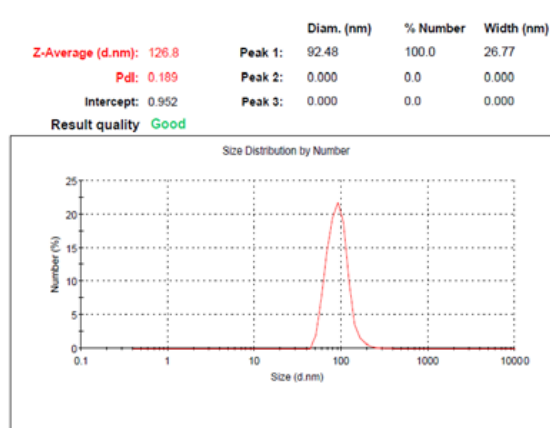 Diam. (nm) % Number Width (nm)
Z-Average (d.nm): 126.8 Peak 1: 92.48 100.0 26.77
PdI: 0.189 Peak 2: 0.000 0.0 0.000
Intercept: 0.952 Peak 3: 0.000 0.0 0.000
Result quality Good
Size Distribution by Number
25
20
15
10
5
0
Number (%)
0.1 1 10 100 1000 10000
Size (d.nm)